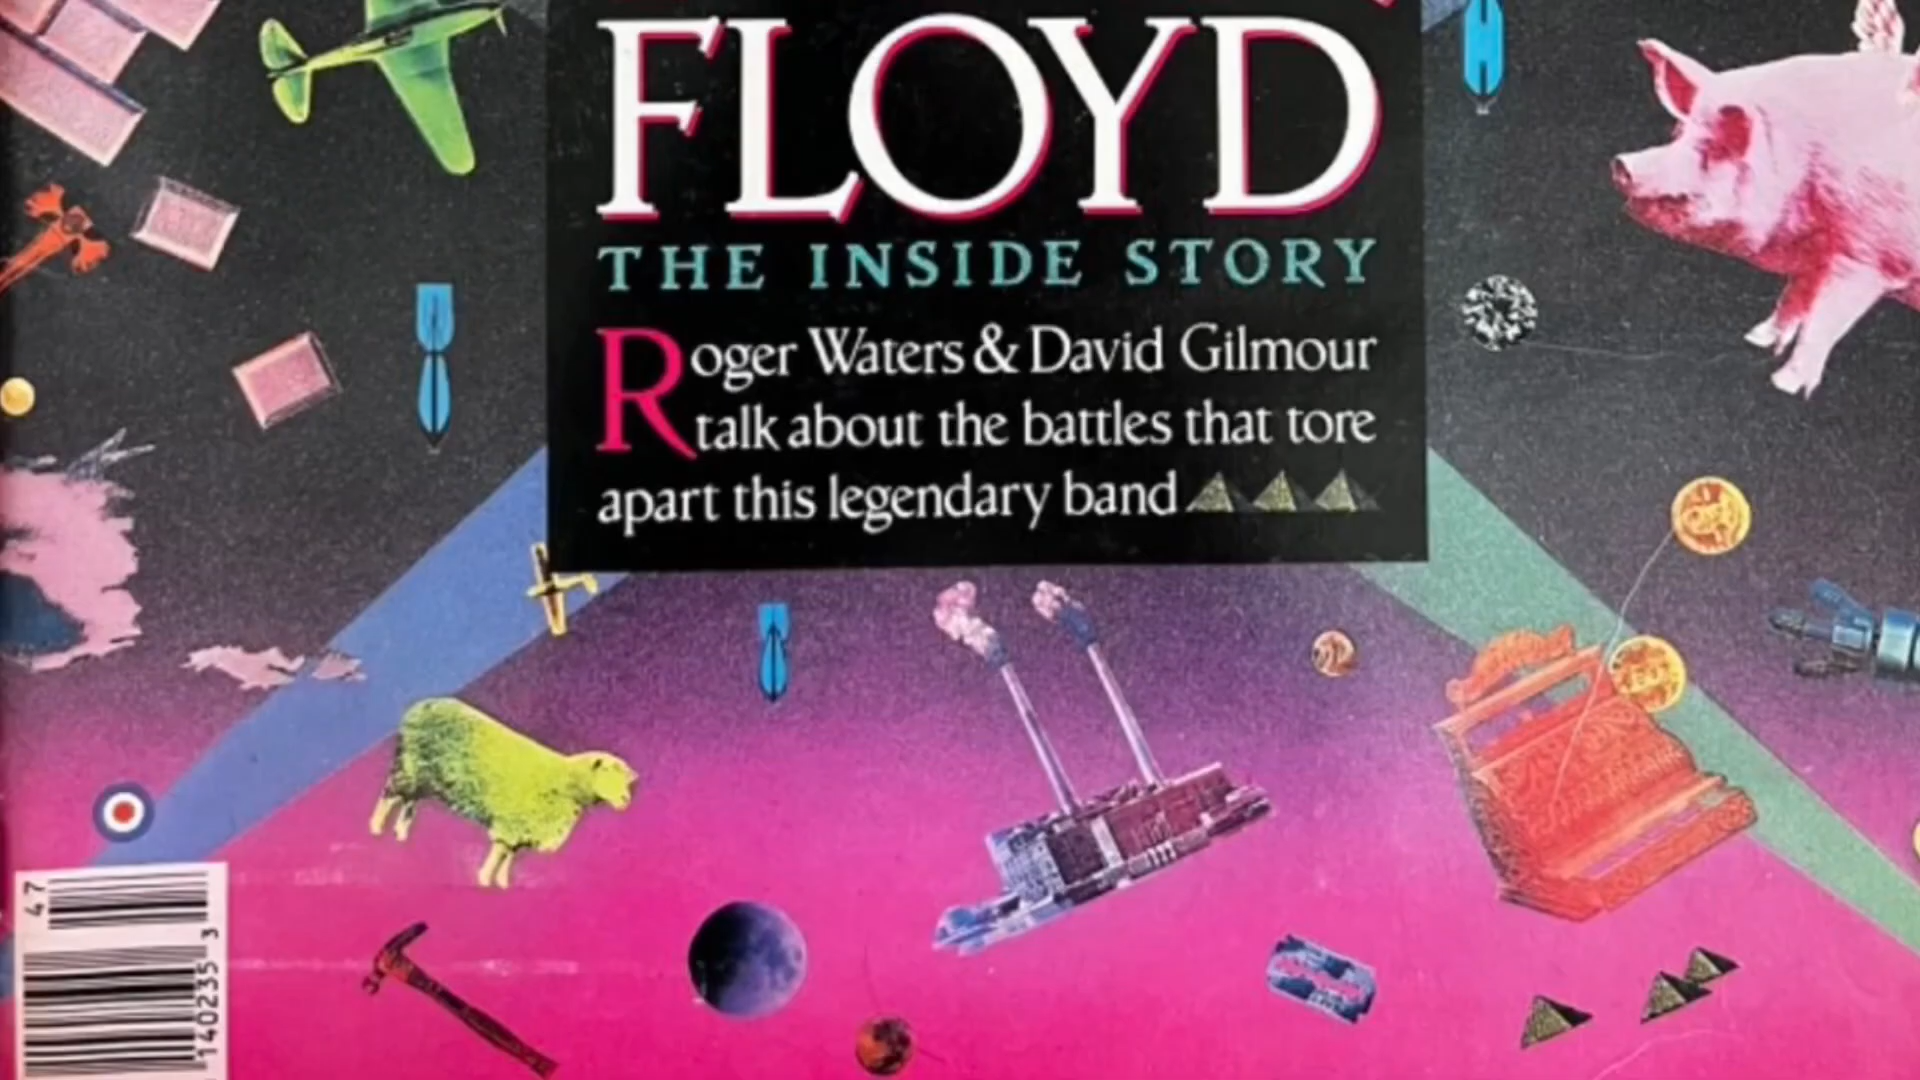 FLOYD
THE INSIDE STORY
Roger Waters & David Gilmour
talk about the battles that tore
apart this legendary band
47
140235 3